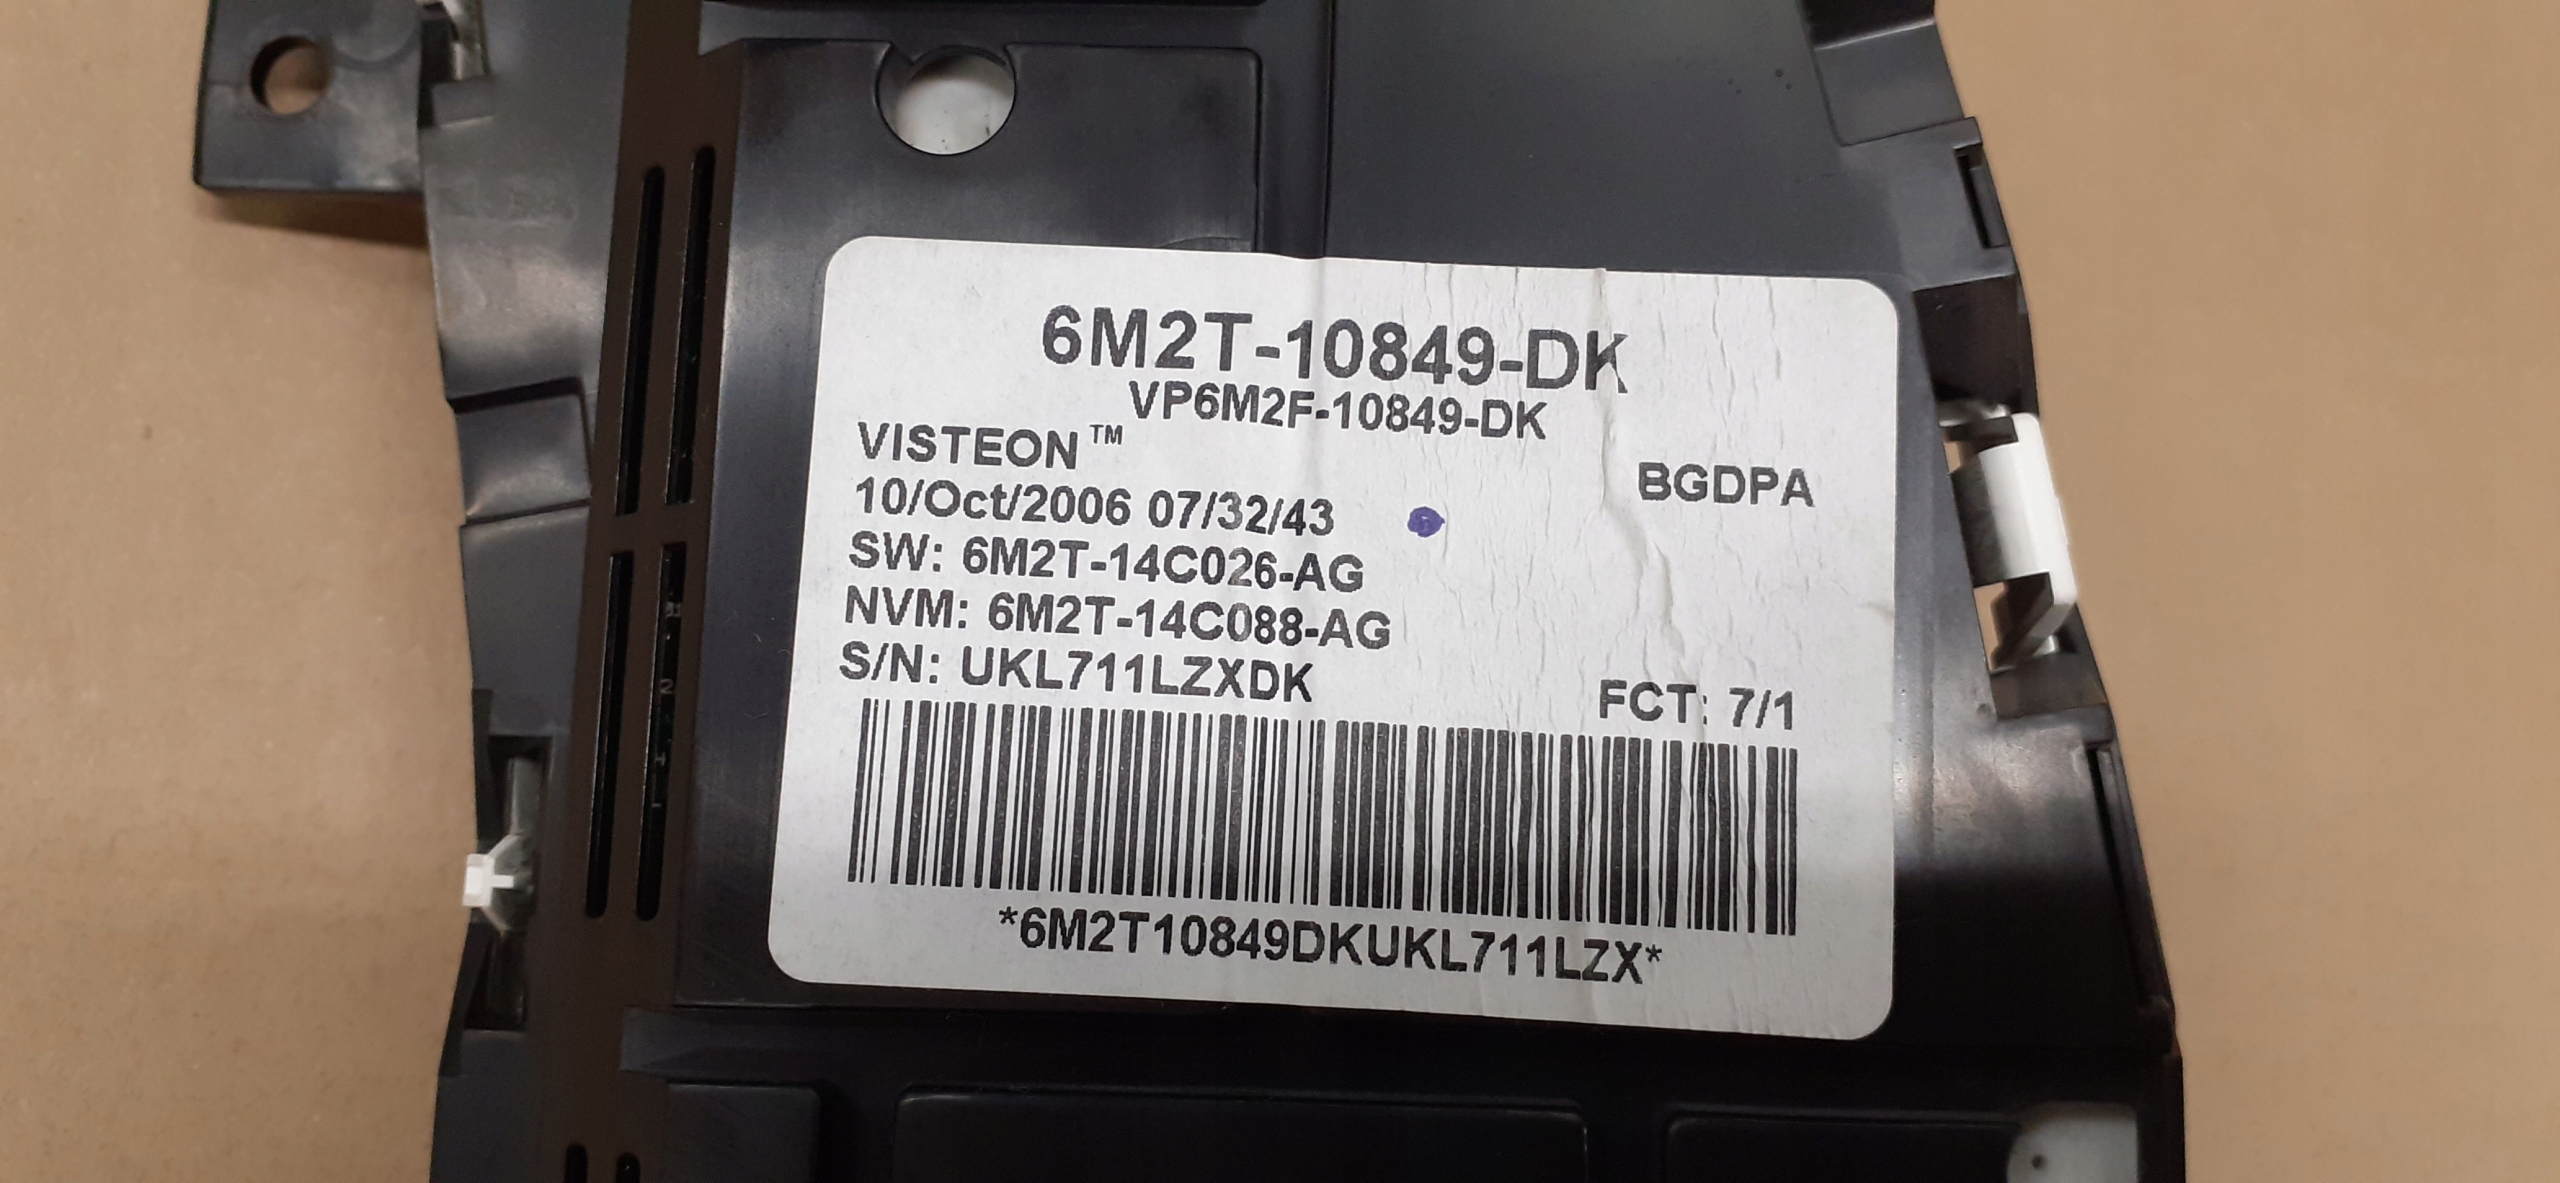 6M2T-10849-DK
VP6M2F-10849-DK
VISTEON™
BGDPA
10/Oct/2006 07/32/43
SW: 6M2T-14C026-AG
NVM: 6M2T-14C088-AG
S/N: UKL711LZXDK
FCT: 7/1
*6M2T10849DKUKL711LZX*